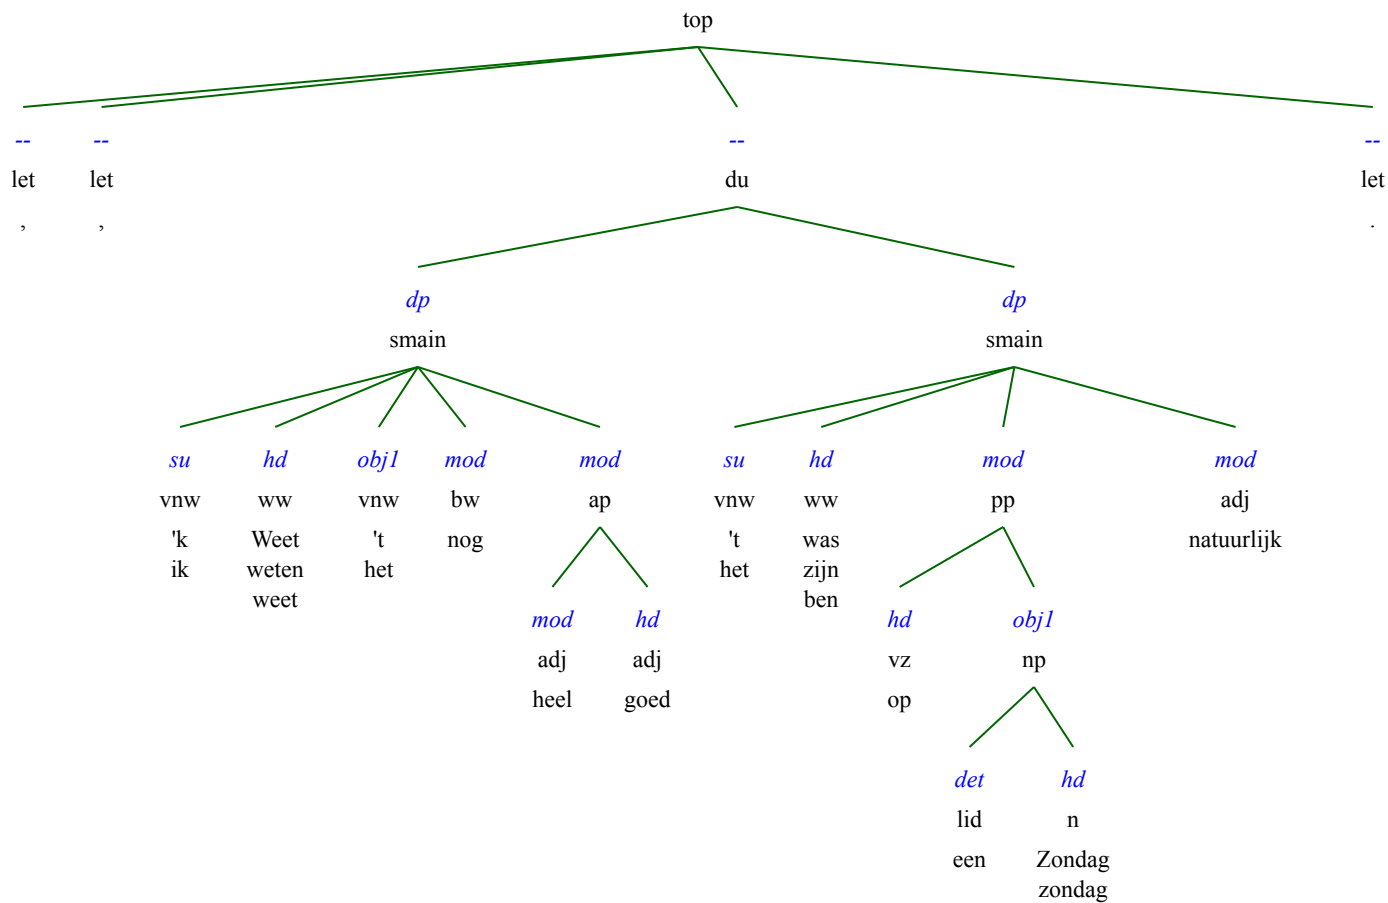 top
-- -- -- --
let let du let
, , .
dp dp
smain smain
su hd obj1 mod mod su hd mod mod
vnw ww vnw bw ap vnw ww pp adj
'k Weet 't nog 't was natuurlijk
ik weten het het zijn
weet ben
mod hd hd obj1
adj adj vz np
heel goed op
det hd
lid n
een Zondag
zondag